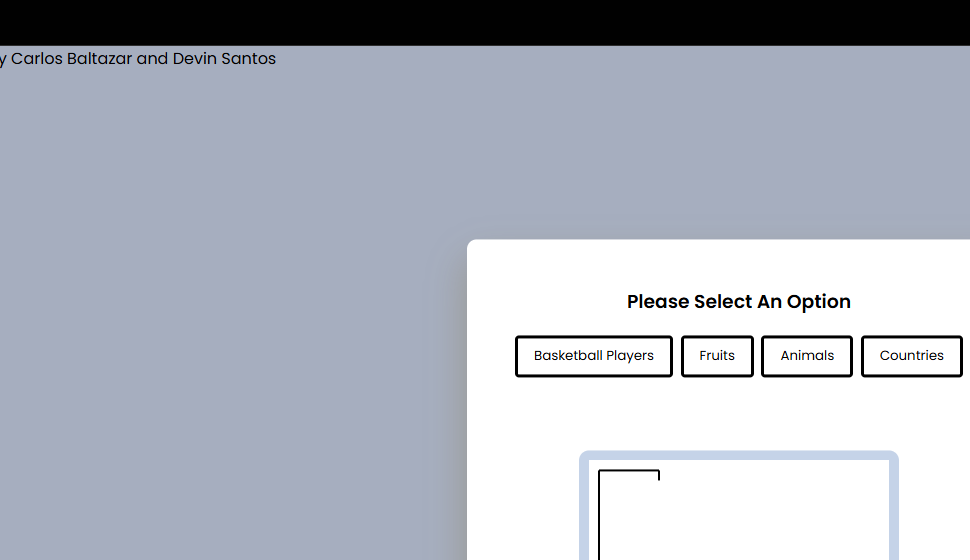 y Carlos Baltazar and Devin Santos
Please Select An Option
Basketball Players
Fruits
Animals
Countries